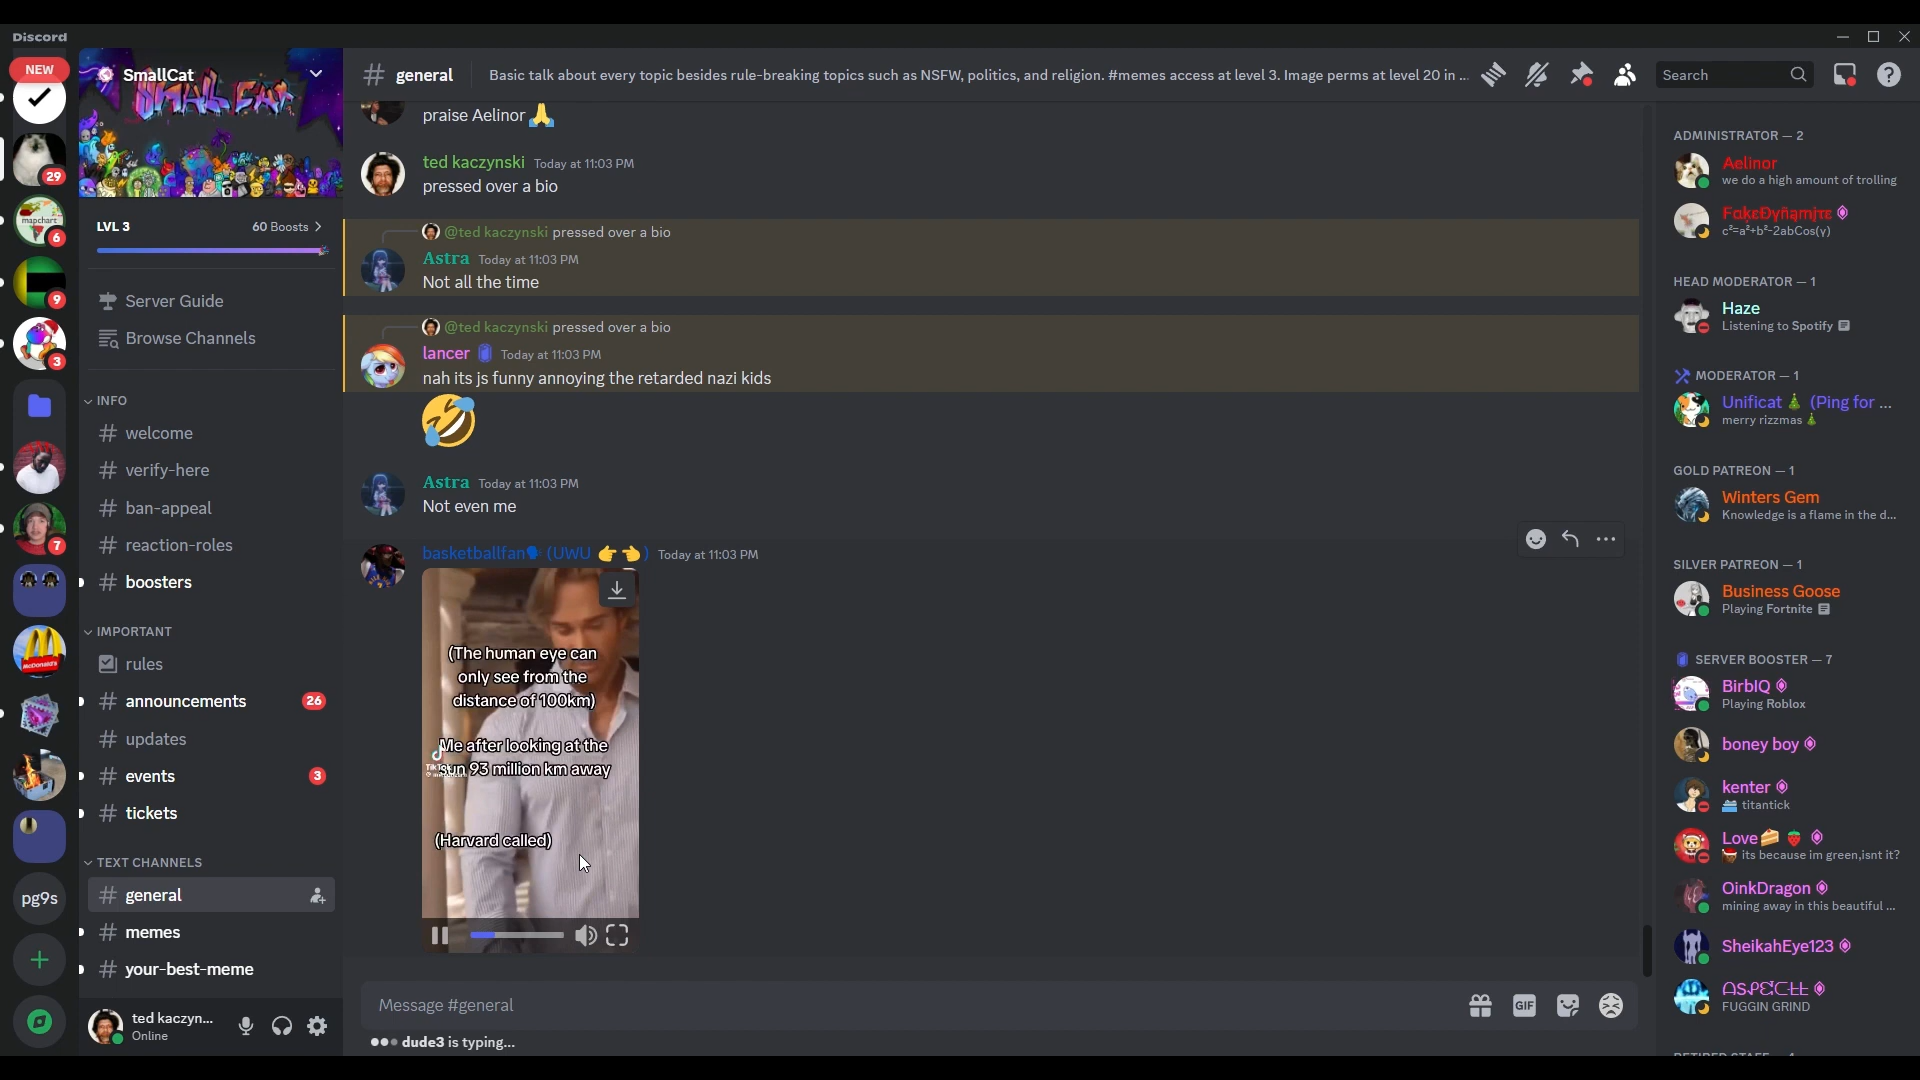 Discord
NEW
SmallCat
general
Basic talk about every topic besides rule-breaking topics such as NSFW, politics, and religion. #memes access at level 3. Image perms at level 20 in ...
Search
LVL 3
60 Boosts
Server Guide
Browse Channels
INFO
welcome
verify-here
ban-appeal
reaction-roles
boosters
IMPORTANT
rules
announcements
26
updates
events
3
tickets
TEXT CHANNELS
general
memes
your-best-meme
ted kaczyn...
Online
29
mapchart
6
9
3
7
McDonald's
pg9s
praise Aelinor 🙏
ted kaczynski Today at 11:03 PM
pressed over a bio
@ted kaczynski pressed over a bio
Astra Today at 11:03 PM
Not all the time
@ted kaczynski pressed over a bio
lancer Today at 11:03 PM
nah its js funny annoying the retarded nazi kids
🤣
Astra Today at 11:03 PM
Not even me
basketballfan🗣 (UWU 👉👈) Today at 11:03 PM
(The human eye can
only see from the
distance of 100km)
Me after looking at the
sun 93 million km away
TikTok
(Harvard called)
Message #general
GIF
dude3 is typing...
ADMINISTRATOR — 2
Aelinor
we do a high amount of trolling
c²=a²+b²-2abCos(γ)
HEAD MODERATOR — 1
Haze
Listening to Spotify
MODERATOR — 1
Unificat🎄 (Ping for ...
merry rizzmas🎄
GOLD PATREON — 1
Winters Gem
Knowledge is a flame in the d...
SILVER PATREON — 1
Business Goose
Playing Fortnite
SERVER BOOSTER — 7
BirbIQ
Playing Roblox
boney boy
kenter
titantick
Love🍰 🍓
its because im green,isnt it?
OinkDragon
mining away in this beautiful ...
SheikahEye123
FUGGIN GRIND